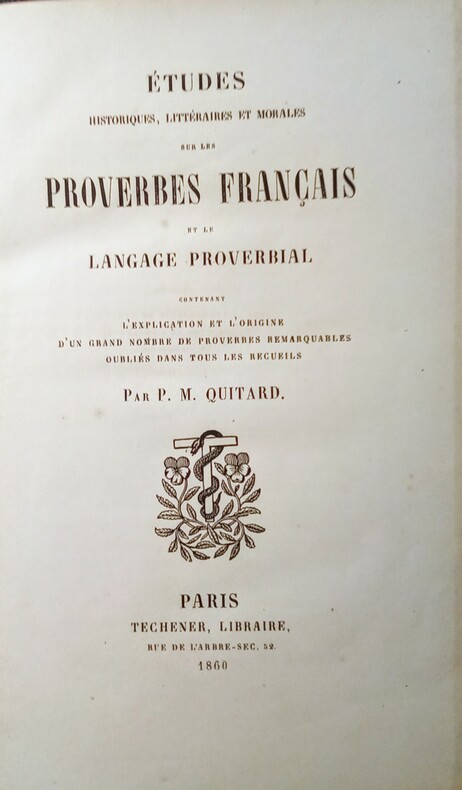 ÉTUDES
HISTORIQUES, LITTÉRAIRES ET MORALES
SUR LES
PROVERBES FRANÇAIS
ET LE
LANGAGE PROVERBIAL
CONTENANT
L'EXPLICATION ET L'ORIGINE
D'UN GRAND NOMBRE DE PROVERBES REMARQUABLES
OUBLIÉS DANS TOUS LES RECUEILS
PAR P. M. QUITARD.
PARIS
TECHENER, LIBRAIRE,
RUE DE L'ARBRE-SEC, 52.
1860